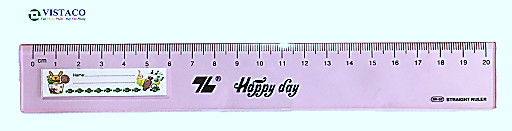 VISTACO
0 cm 1 2 3 4 5 6 7 8 9 10 11 12 13 14 15 16 17 18 19 20
Name:
TL® Happy day
STRAIGHT RULER